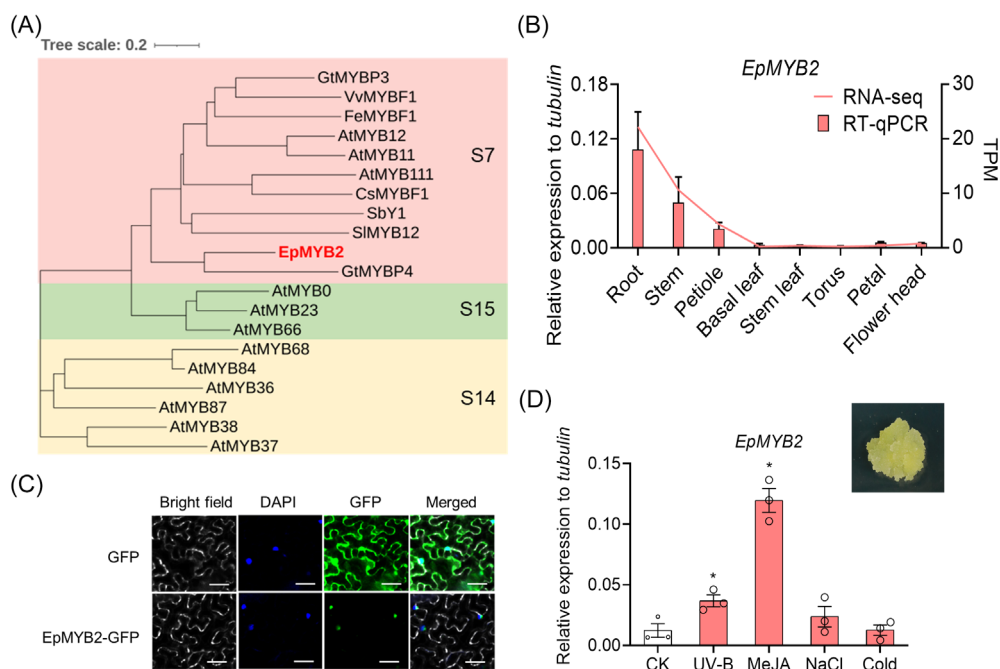 (A)
Tree scale: 0.2
GtMYBP3
VvMYBF1
FeMYBF1
AtMYB12
AtMYB11
AtMYB111
CsMYBF1
SbY1
SlMYB12
EpMYB2
GtMYBP4
S7
AtMYB0
AtMYB23
AtMYB66
S15
AtMYB68
AtMYB84
AtMYB36
AtMYB87
AtMYB38
AtMYB37
S14
(B)
EpMYB2
Relative expression to tubulin
0.18
0.12
0.06
0.00
RNA-seq
RT-qPCR
30
20
10
0
TPM
Root
Stem
Petiole
Basal leaf
Stem leaf
Torus
Petal
Flower head
(C)
Bright field DAPI GFP Merged
GFP
EpMYB2-GFP
(D)
EpMYB2
Relative expression to tubulin
0.15
0.10
0.05
0.00
*
*
CK UV-B MeJA NaCl Cold